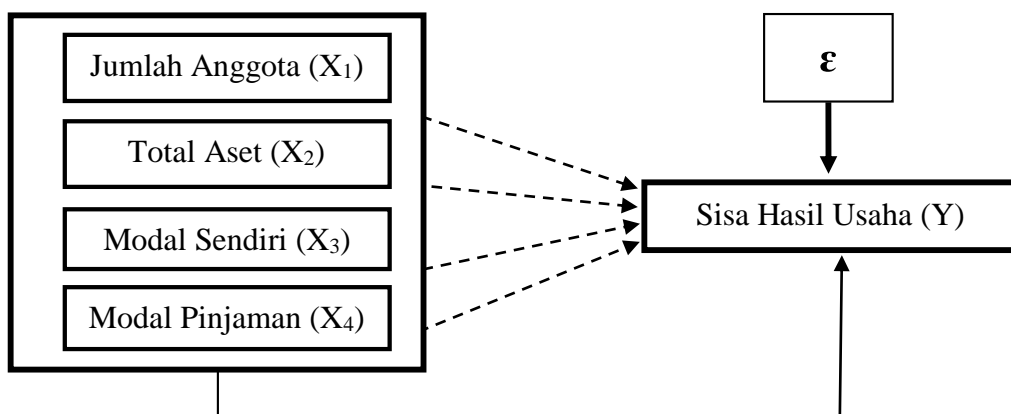 Jumlah Anggota (X₁)
Total Aset (X₂)
Modal Sendiri (X₃)
Modal Pinjaman (X₄)
ε
Sisa Hasil Usaha (Y)